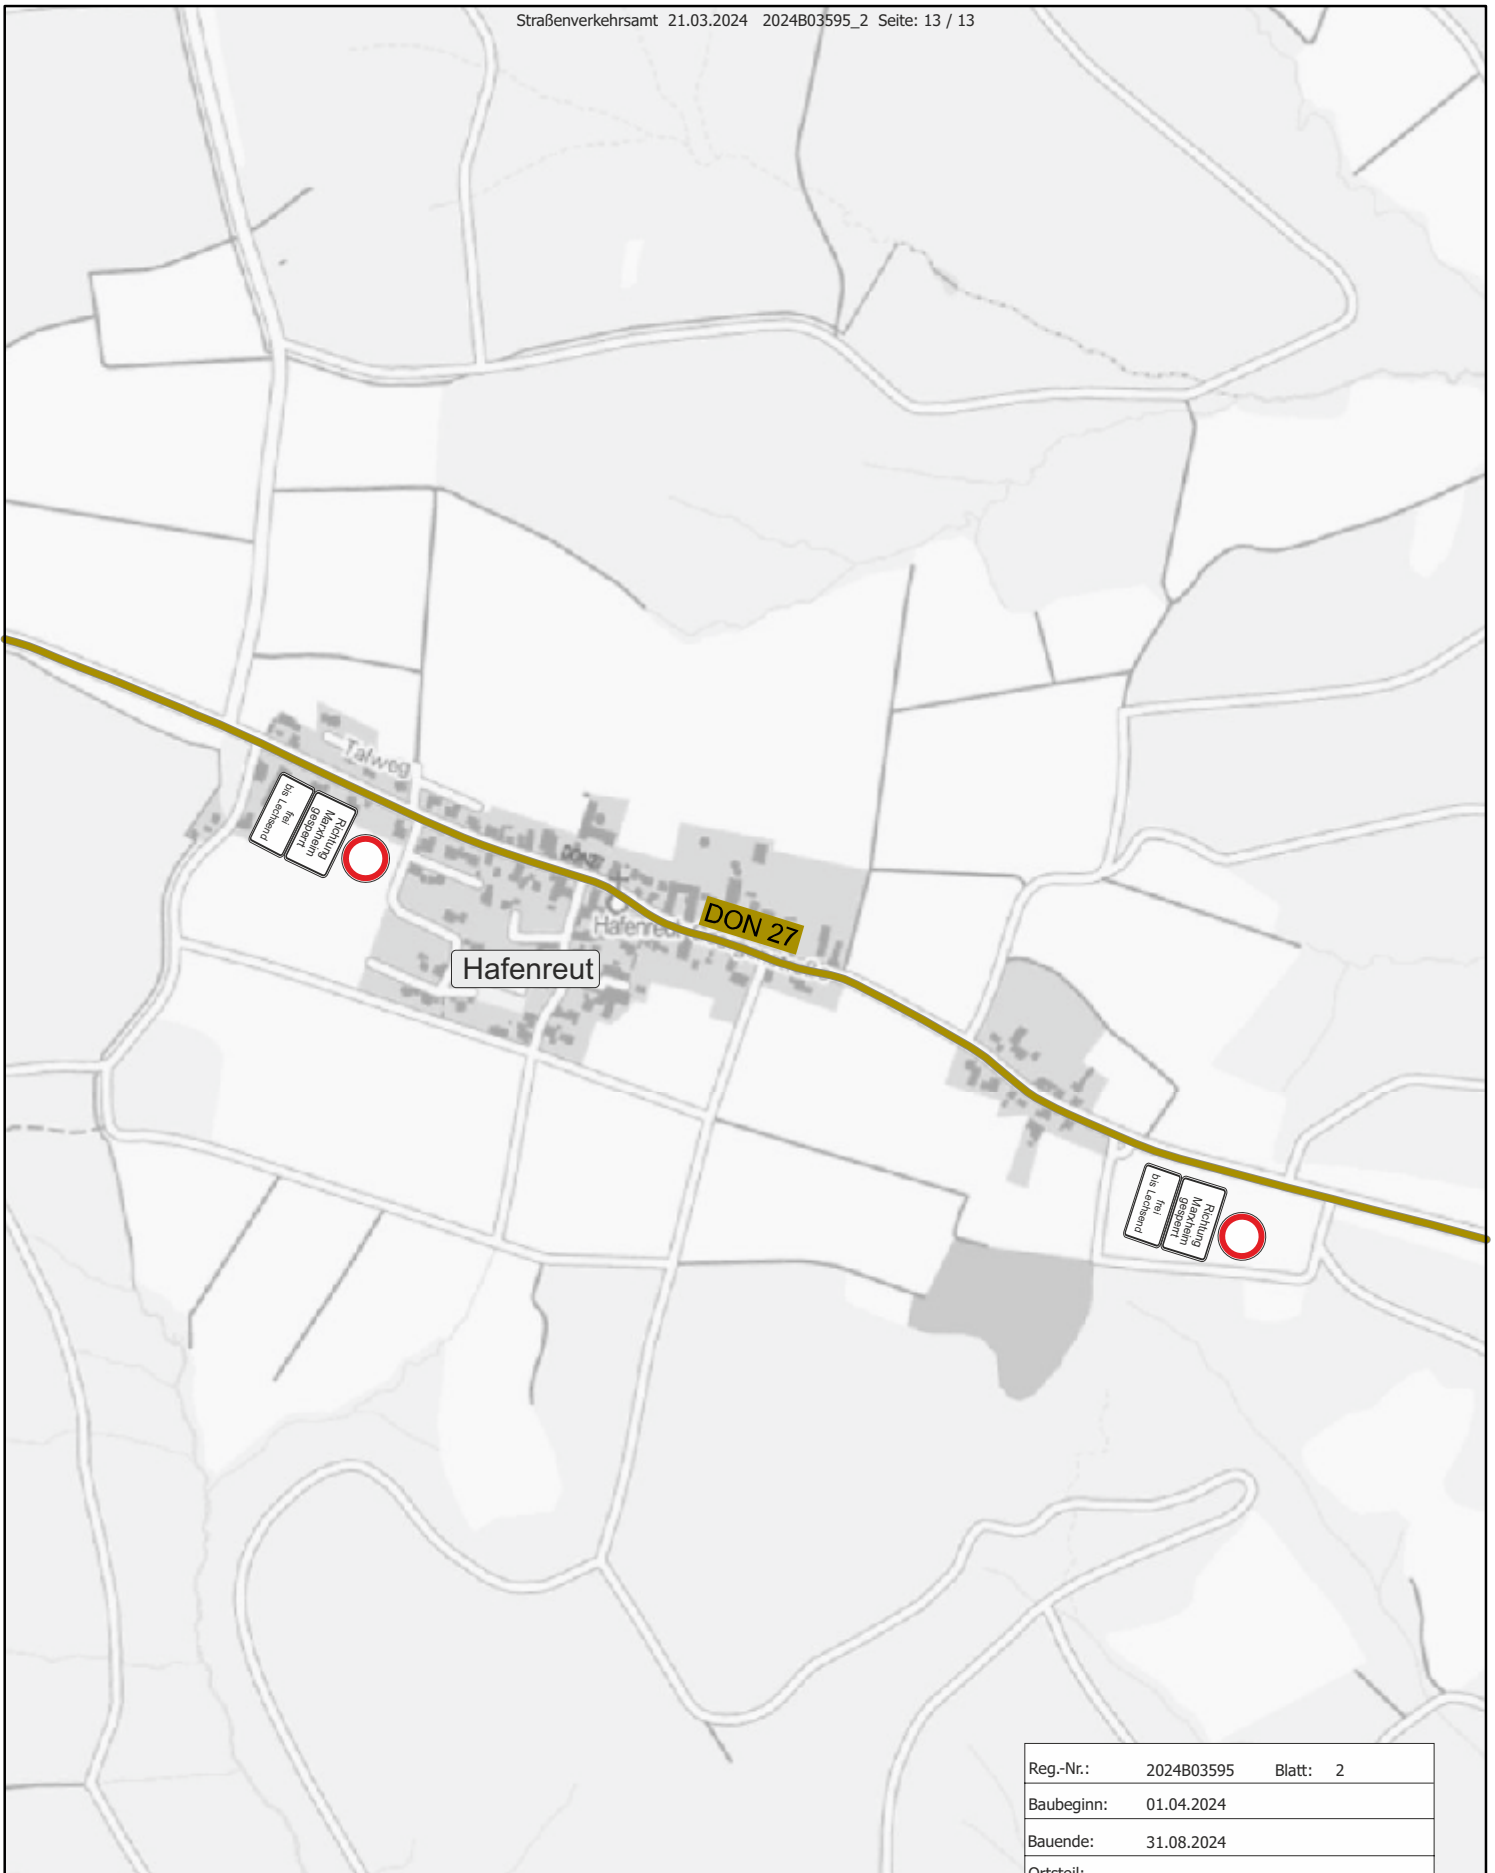 Straßenverkehrsamt 21.03.2024 2024B03595_2 Seite: 13 / 13
Talweg
Richtung
Marxheim
gesperrt
frei
bis Lechsend
DON27
Hafenreut
DON 27
Hafenreut
Richtung
Marxheim
gesperrt
frei
bis Lechsend
Reg.-Nr.: 2024B03595 Blatt: 2
Baubeginn: 01.04.2024
Bauende: 31.08.2024
Ortsteil: